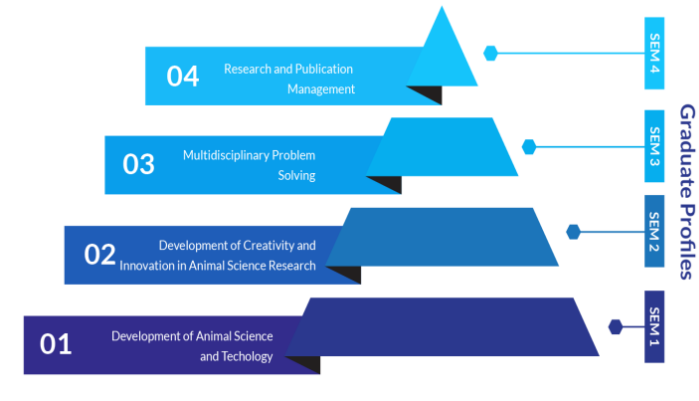 04
Research and Publication
Management
SEM 4
03
Multidisciplinary Problem
Solving
SEM 3
02
Development of Creativity and
Innovation in Animal Science Research
SEM 2
01
Development of Animal Science
and Techology
SEM 1
Graduate Profiles